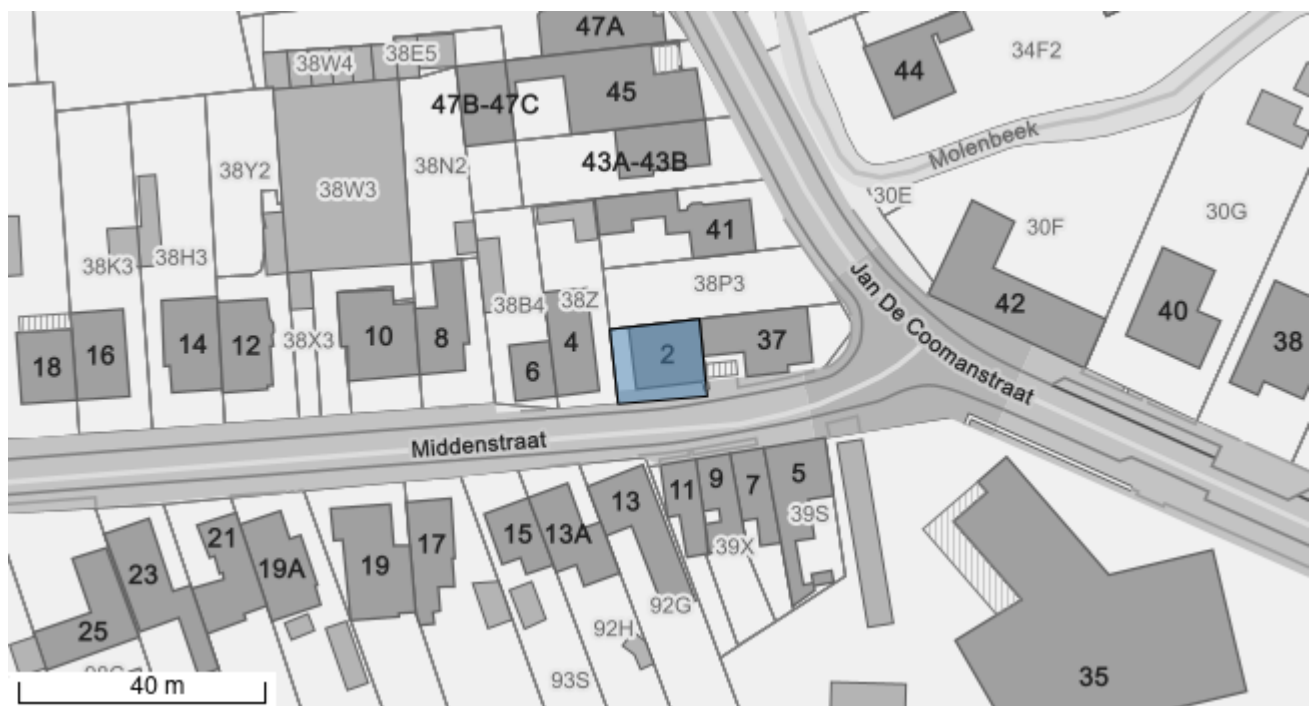 47A
38W4
38E5
34F2
44
47B-47C
45
Molenbeek
43A-43B
38Y2
38N2
38W3
30E
30G
30F
38K3
38H3
41
38P3
Jan De Coomanstraat
38B4
38Z
42
40
38
38X3
10
8
14
12
18
16
6
4
2
37
Middenstraat
11
9
7
5
13
39S
15
13A
17
19
39X
21
19A
23
25
92G
92H
93S
35
40 m